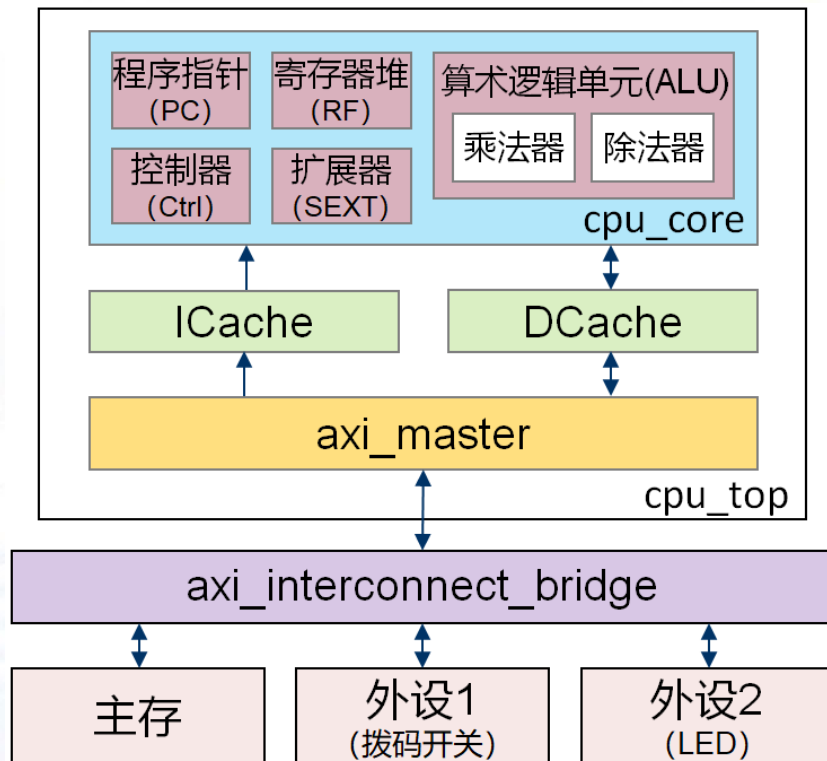 程序指针
(PC)
寄存器堆
(RF)
算术逻辑单元(ALU)
乘法器
除法器
控制器
(Ctrl)
扩展器
(SEXT)
cpu_core
ICache
DCache
axi_master
cpu_top
axi_interconnect_bridge
主存
外设1
(拨码开关)
外设2
(LED)